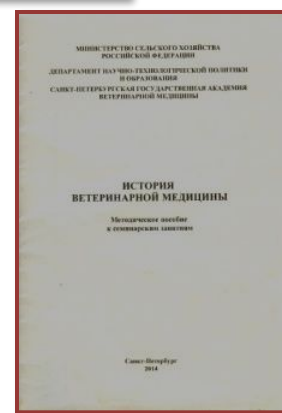 МИНИСТЕРСТВО СЕЛЬСКОГО ХОЗЯЙСТВА
РОССИЙСКОЙ ФЕДЕРАЦИИ
ДЕПАРТАМЕНТ НАУЧНО-ТЕХНОЛОГИЧЕСКОЙ ПОЛИТИКИ
И ОБРАЗОВАНИЯ
САНКТ-ПЕТЕРБУРГСКАЯ ГОСУДАРСТВЕННАЯ АКАДЕМИЯ
ВЕТЕРИНАРНОЙ МЕДИЦИНЫ
ИСТОРИЯ
ВЕТЕРИНАРНОЙ МЕДИЦИНЫ
Методическое пособие
к семинарским занятиям
Санкт-Петербург
2014